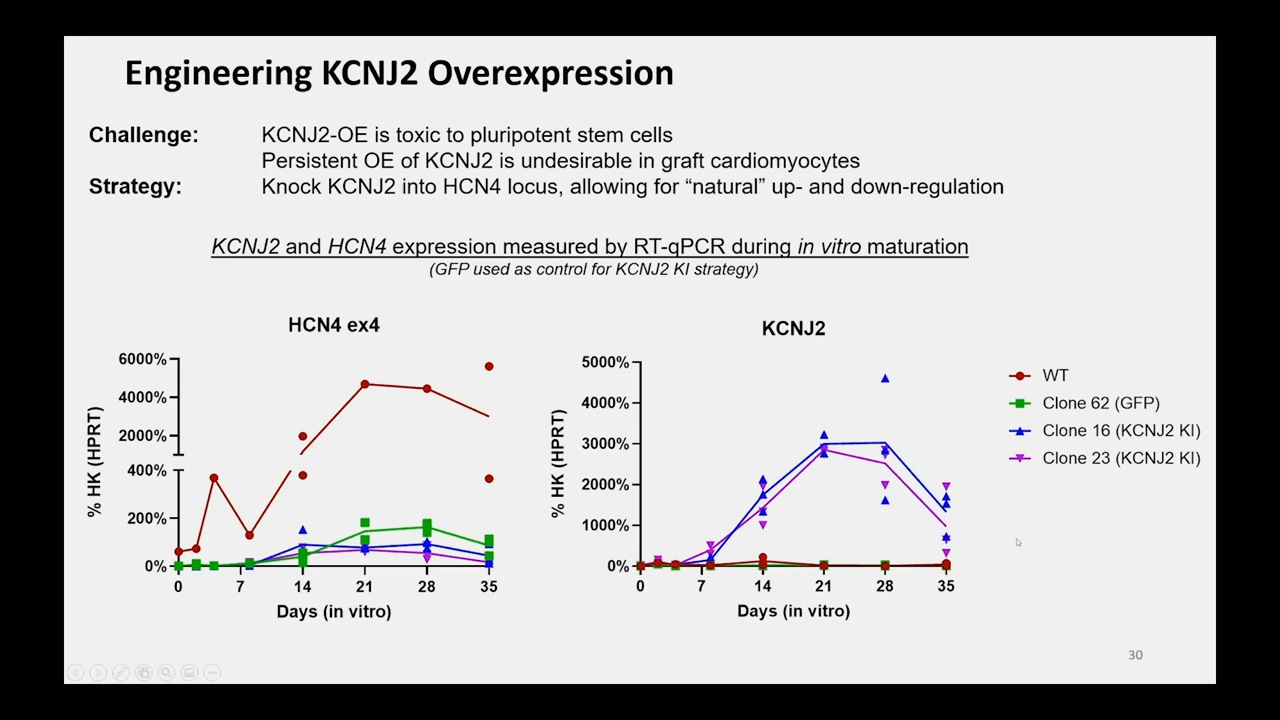 Engineering KCNJ2 Overexpression
Challenge: KCNJ2-OE is toxic to pluripotent stem cells
Persistent OE of KCNJ2 is undesirable in graft cardiomyocytes
Strategy: Knock KCNJ2 into HCN4 locus, allowing for “natural” up- and down-regulation
KCNJ2 and HCN4 expression measured by RT-qPCR during in vitro maturation
(GFP used as control for KCNJ2 KI strategy)
HCN4 ex4
% HK (HPRT)
6000%
4000%
2000%
400%
200%
0%
0 7 14 21 28 35
Days (in vitro)
KCNJ2
% HK (HPRT)
5000%
4000%
3000%
2000%
1000%
0%
0 7 14 21 28 35
Days (in vitro)
WT
Clone 62 (GFP)
Clone 16 (KCNJ2 KI)
Clone 23 (KCNJ2 KI)
30